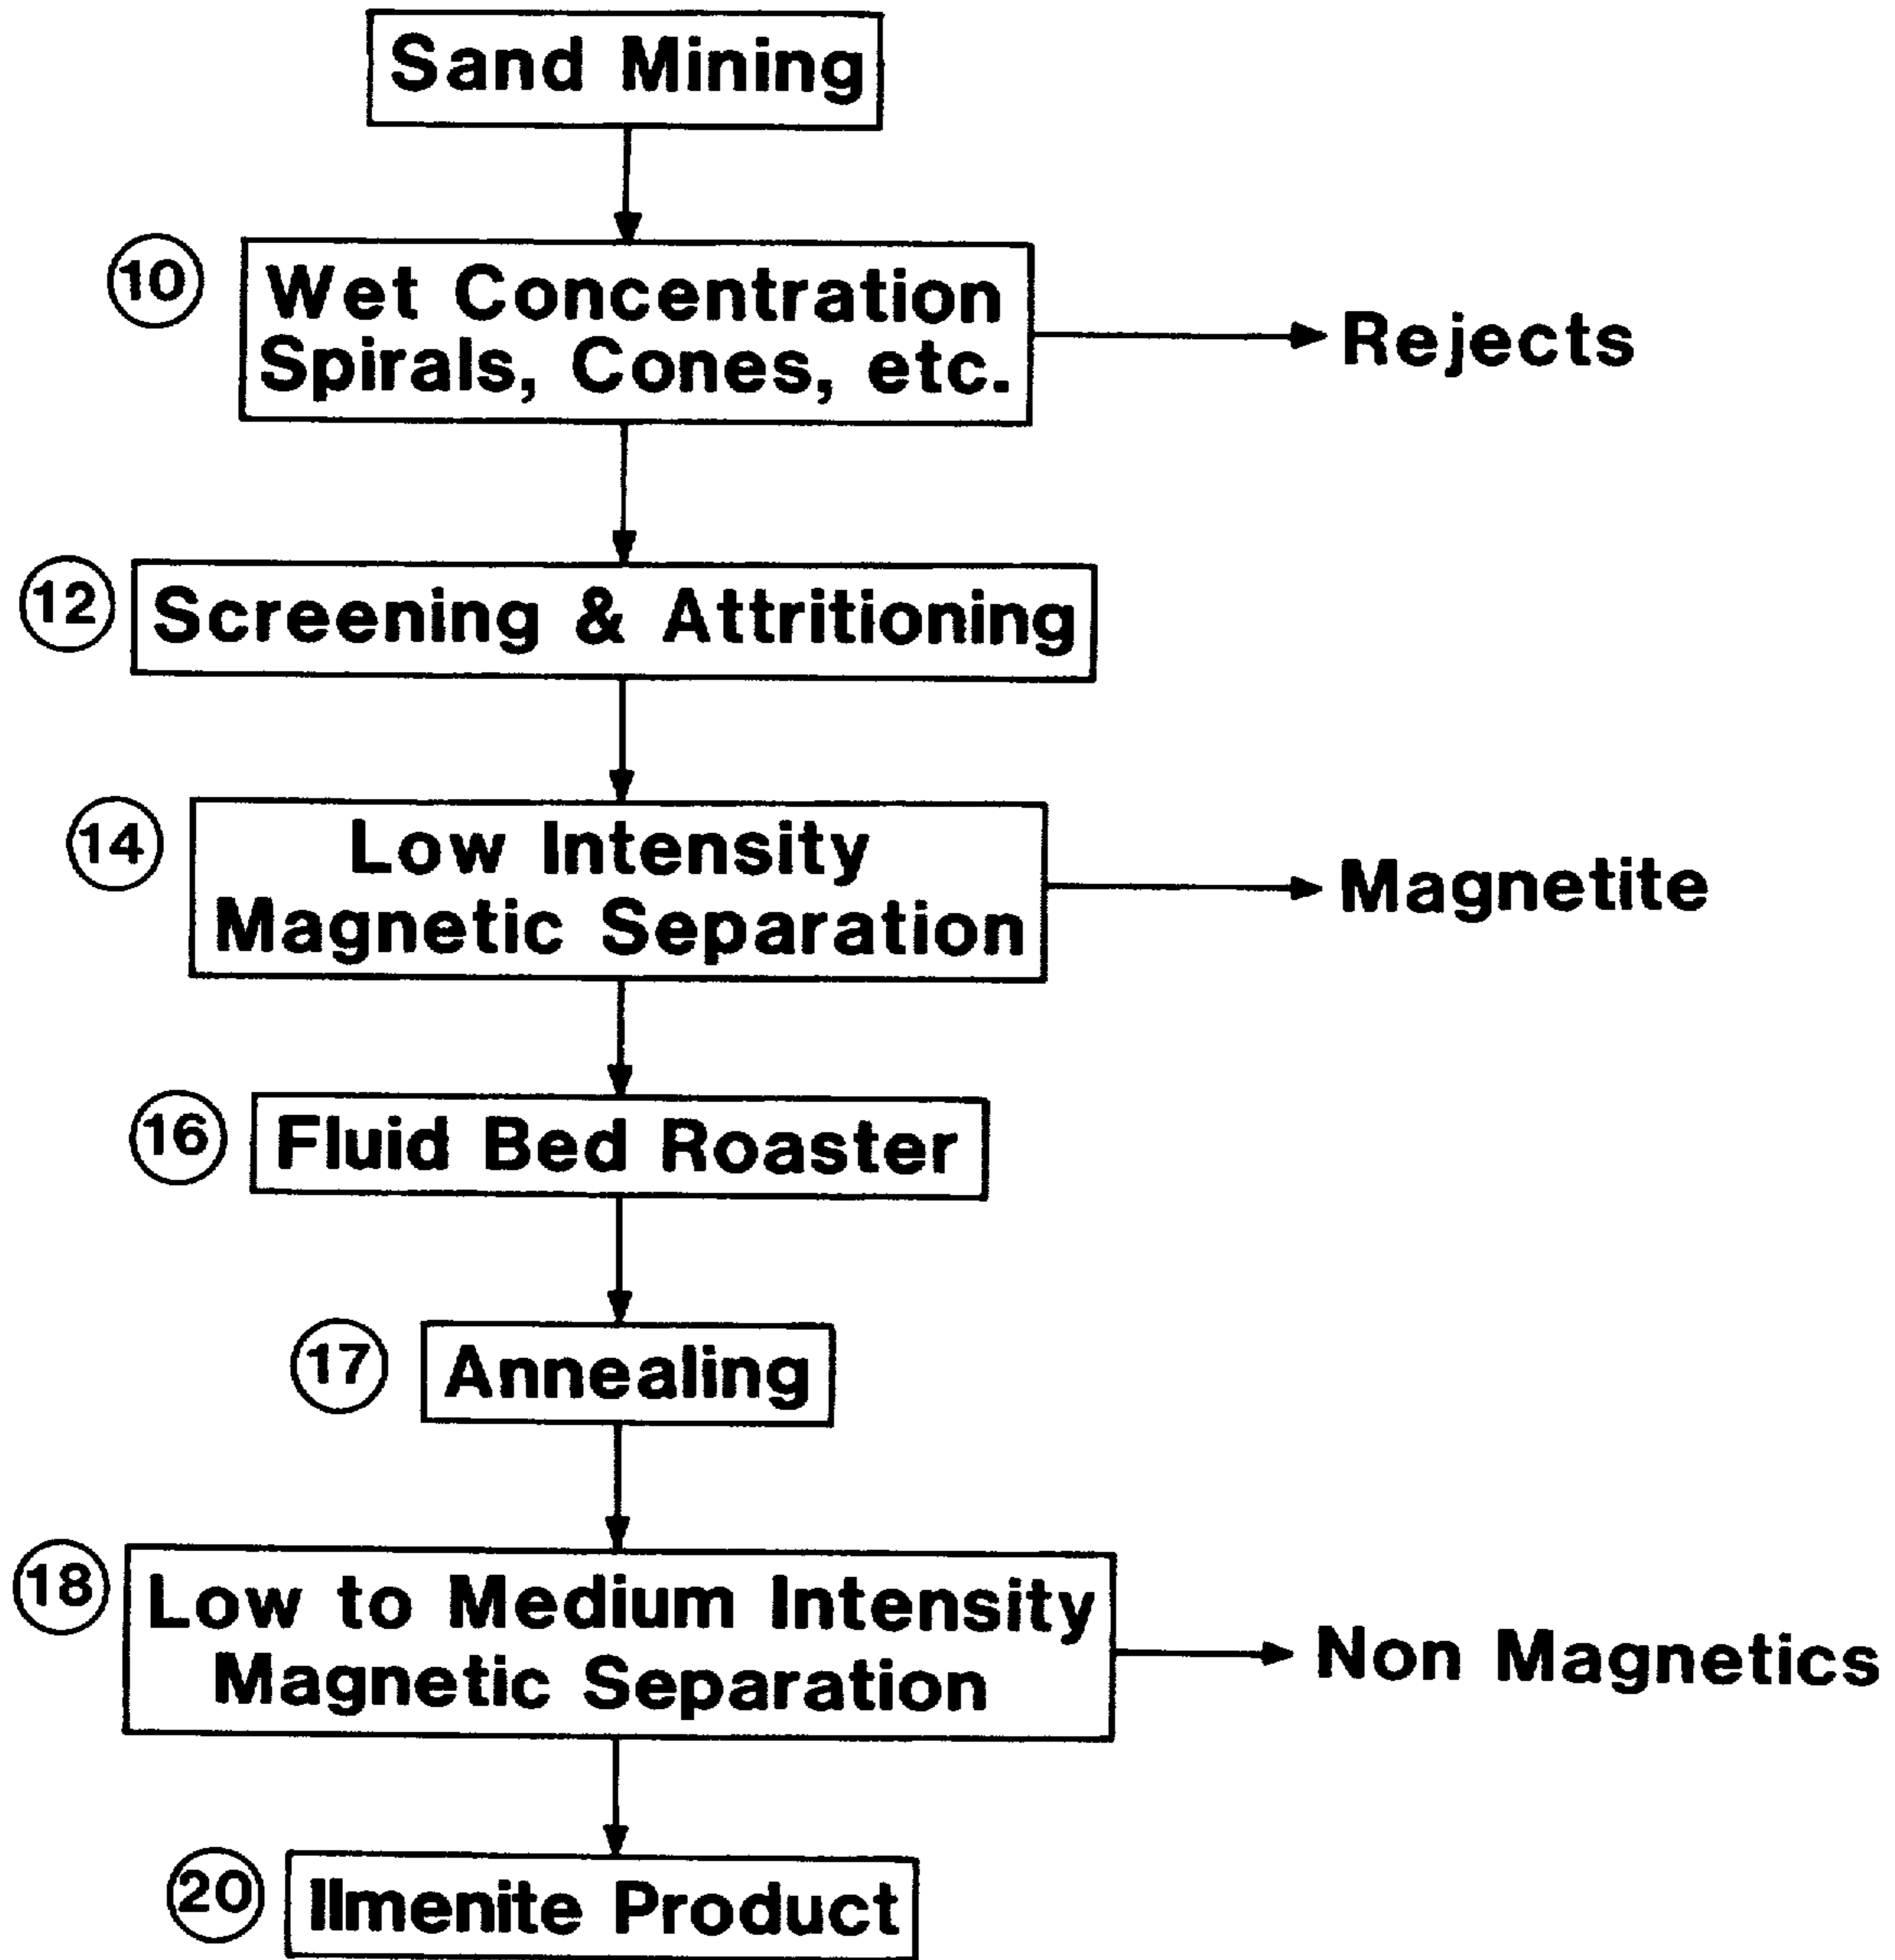 Sand Mining
10
Wet Concentration
Spirals, Cones, etc.
Rejects
12
Screening & Attritioning
14
Low Intensity
Magnetic Separation
Magnetite
16
Fluid Bed Roaster
17
Annealing
18
Low to Medium Intensity
Magnetic Separation
Non Magnetics
20
Ilmenite Product